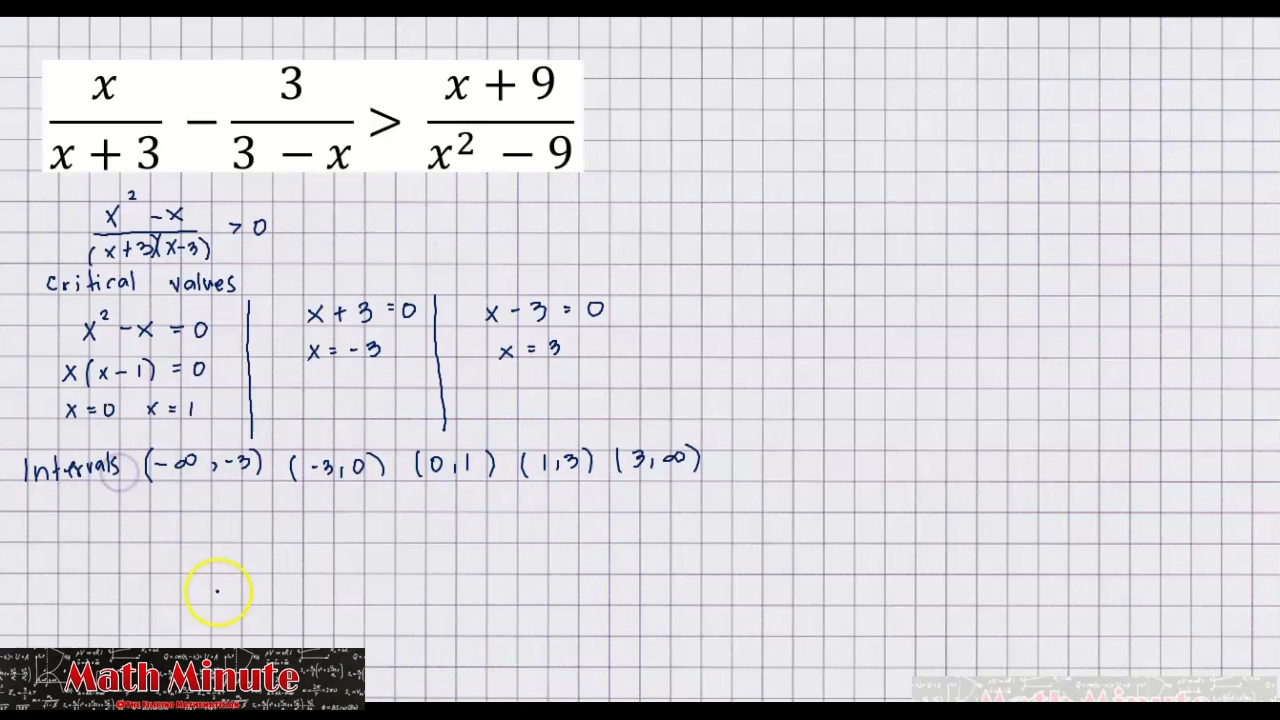 x/(x + 3) − 3/(3 − x) > (x + 9)/(x² − 9)
(x² − x)/((x+3)(x−3)) > 0
Critical values
x² − x = 0
x(x − 1) = 0
x = 0 x = 1
x + 3 = 0
x = −3
x − 3 = 0
x = 3
Intervals (−∞, −3) (−3, 0) (0, 1) (1, 3) (3, ∞)
Math Minute